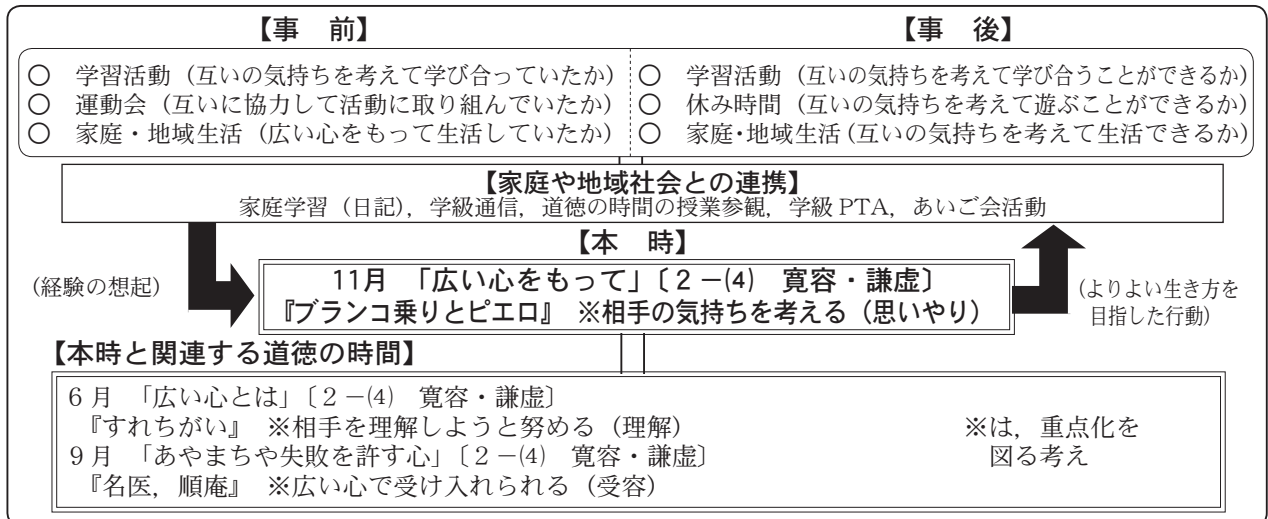 【事　前】
○　学習活動（互いの気持ちを考えて学び合っていたか）
○　運動会（互いに協力して活動に取り組んでいたか）
○　家庭・地域生活（広い心をもって生活していたか）
【事　後】
○　学習活動（互いの気持ちを考えて学び合うことができるか）
○　休み時間（互いの気持ちを考えて遊ぶことができるか）
○　家庭・地域生活（互いの気持ちを考えて生活できるか）
【家庭や地域社会との連携】
家庭学習（日記），学級通信，道徳の時間の授業参観，学級 PTA，あいご会活動
【本　時】
（経験の想起）
11月　「広い心をもって」〔２－⑷　寛容・謙虚〕
『ブランコ乗りとピエロ』　※相手の気持ちを考える（思いやり）
（よりよい生き方を
目指した行動）
【本時と関連する道徳の時間】
６月　「広い心とは」〔２－⑷　寛容・謙虚〕
『すれちがい』　※相手を理解しようと努める（理解）
９月　「あやまちや失敗を許す心」〔２－⑷　寛容・謙虚〕
『名医，順庵』　※広い心で受け入れられる（受容）
※は，重点化を
図る考え